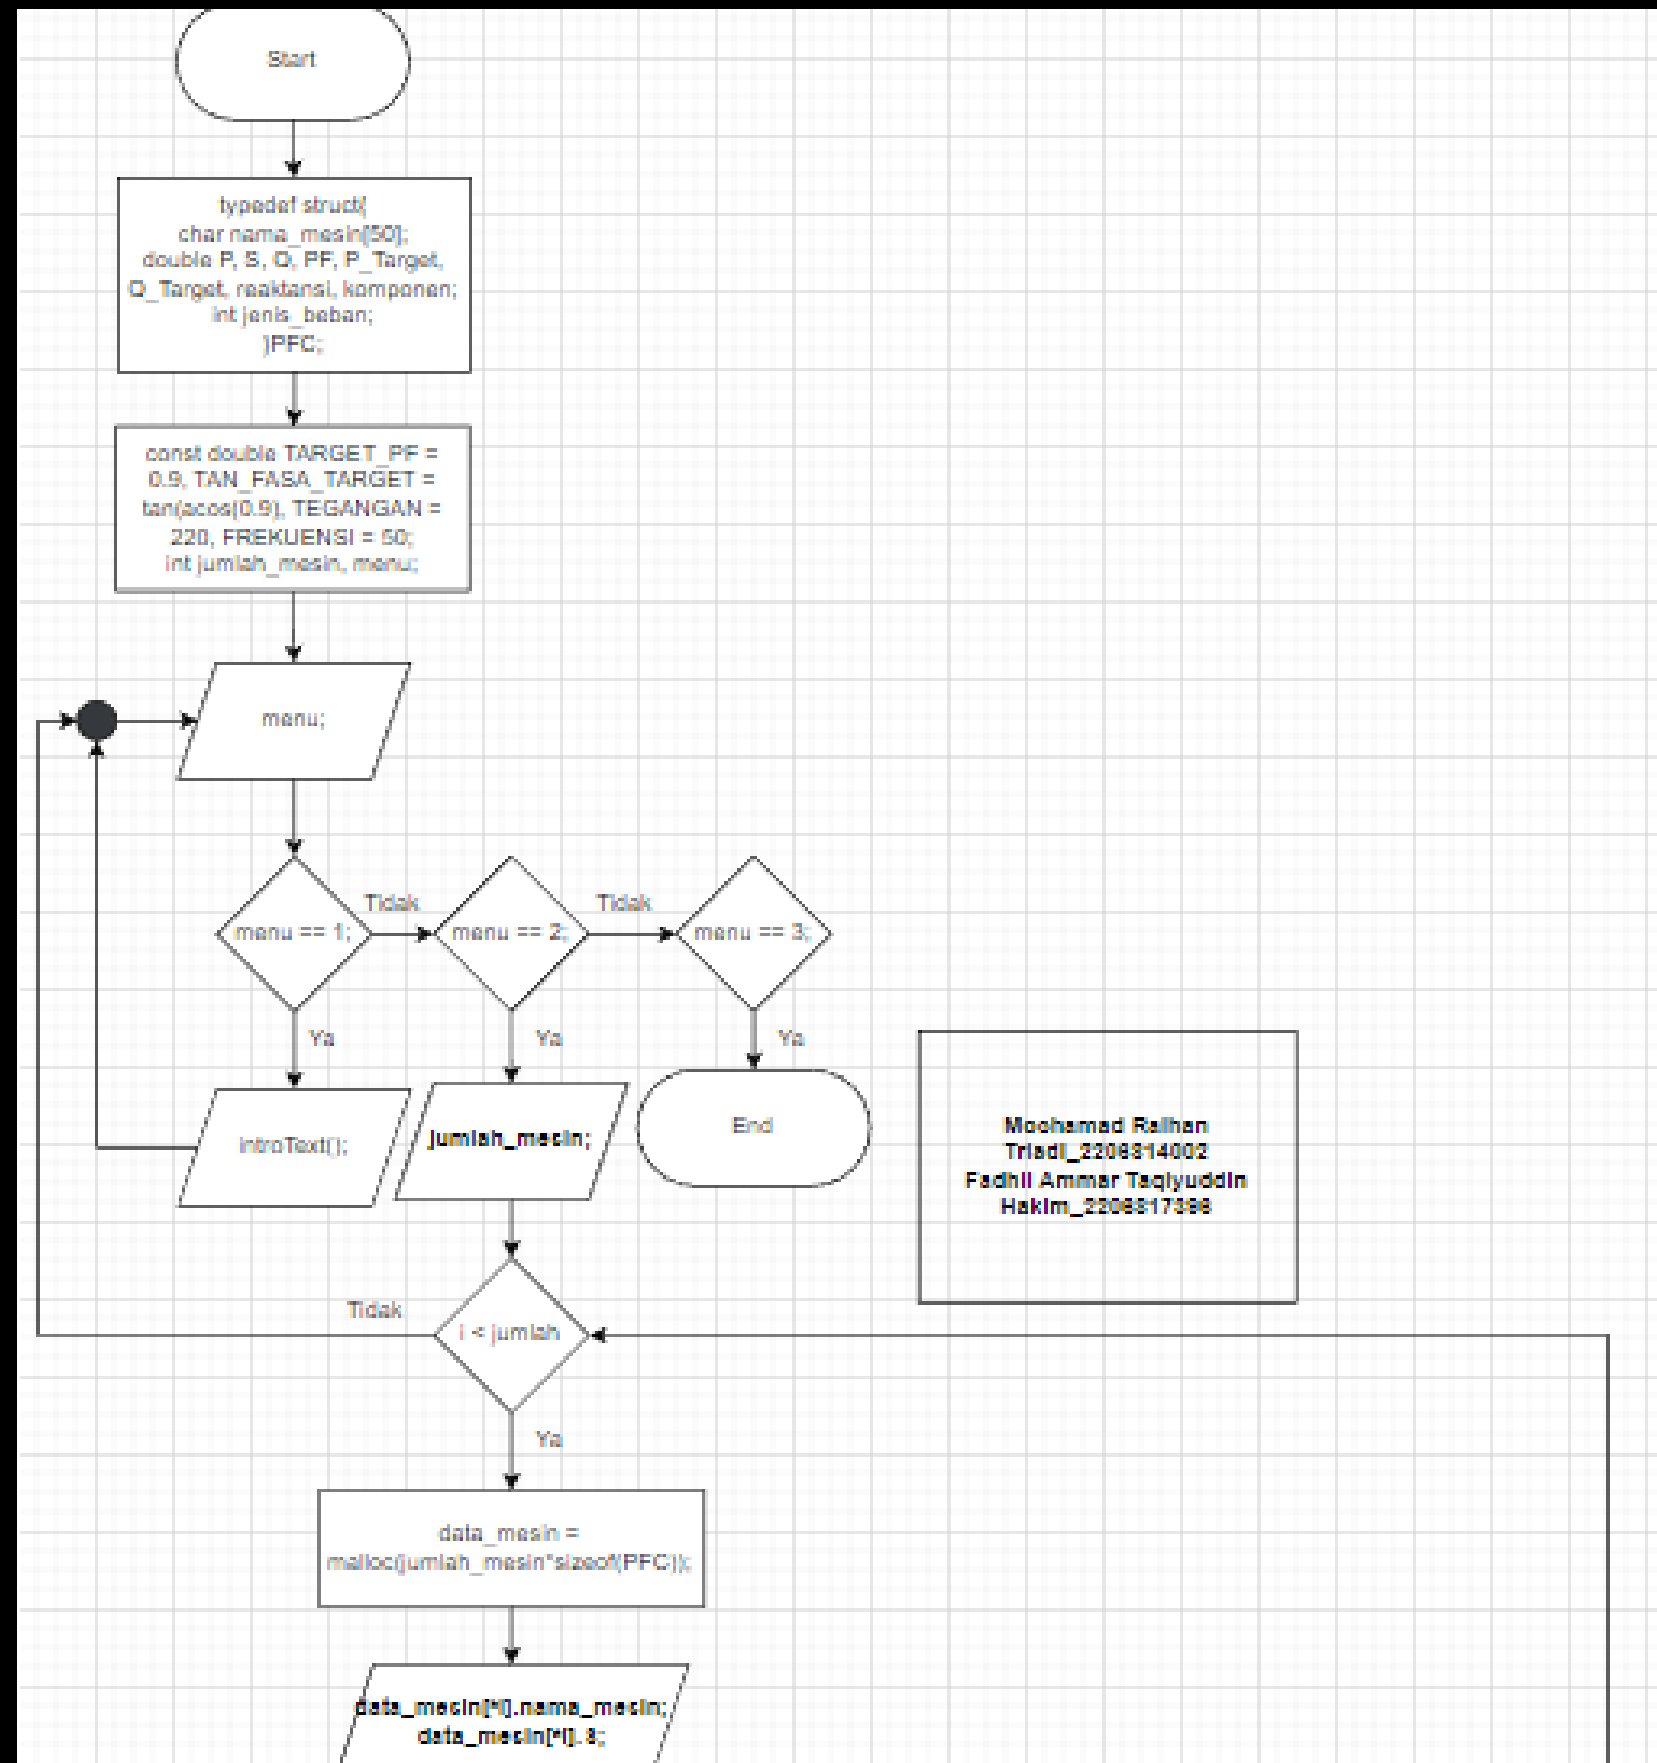 Start
typedef struct{
char nama_mesin[50];
double P, S, Q, PF, P_Target,
Q_Target, reaktansi, komponen;
int jenis_beban;
}PFC;
const double TARGET_PF =
0.9, TAN_FASA_TARGET =
tan(acos(0.9), TEGANGAN =
220, FREKUENSI = 50;
int jumlah_mesin, menu;
menu;
menu == 1;
Tidak
menu == 2;
Tidak
menu == 3;
Ya
Ya
Ya
introText();
jumlah_mesin;
End
Moohamad Raihan
Triadi_2206814002
Fadhil Ammar Taqiyuddin
Hakim_2206817396
Tidak
i < jumlah
Ya
data_mesin =
malloc(jumlah_mesin*sizeof(PFC));
data_mesin[*i].nama_mesin;
data_mesin[*i].S;